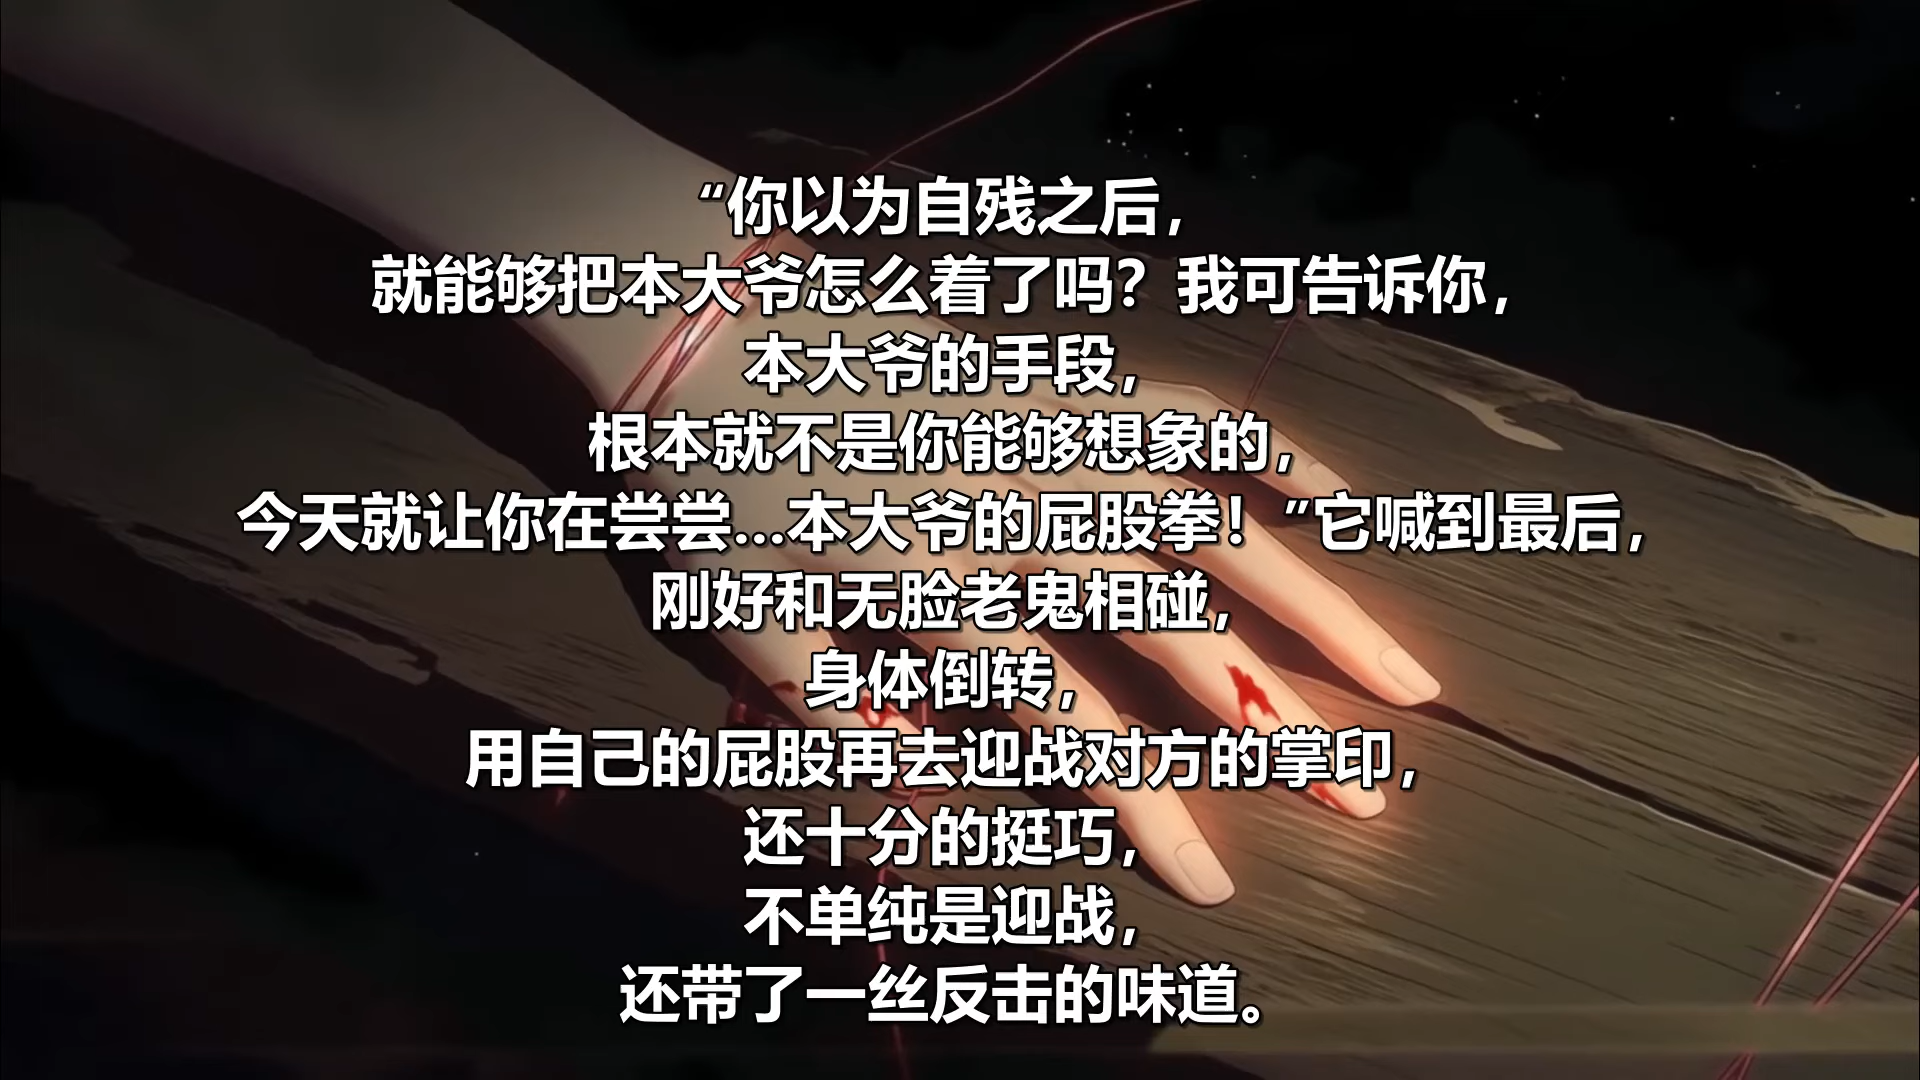 “你以为自残之后，
就能够把本大爷怎么着了吗？我可告诉你，
本大爷的手段，
根本就不是你能够想象的，
今天就让你在尝尝...本大爷的屁股拳！”它喊到最后，
刚好和无脸老鬼相碰，
身体倒转，
用自己的屁股再去迎战对方的掌印，
还十分的挺巧，
不单纯是迎战，
还带了一丝反击的味道。